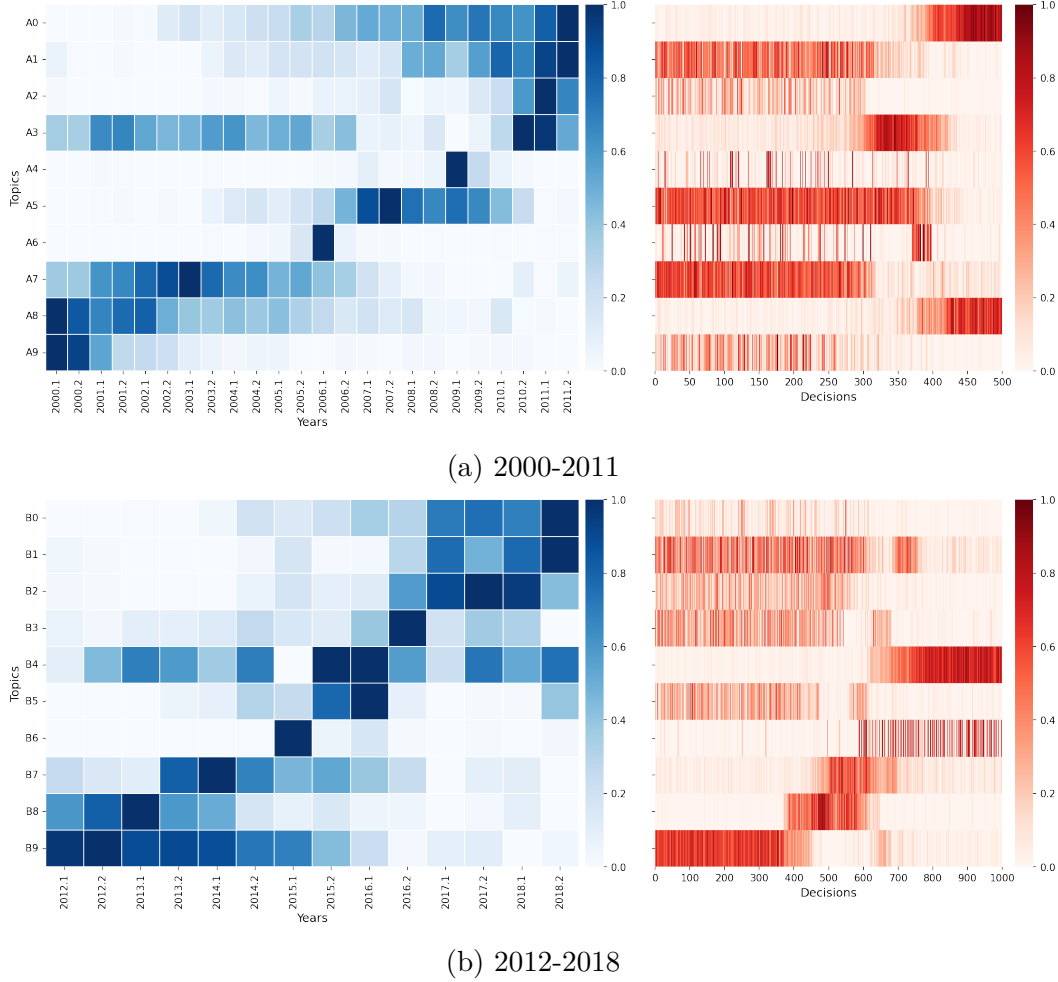 Topics
A0
A1
A2
A3
A4
A5
A6
A7
A8
A9
2000.1 2000.2 2001.1 2001.2 2002.1 2002.2 2003.1 2003.2 2004.1 2004.2 2005.1 2005.2 2006.1 2006.2 2007.1 2007.2 2008.1 2008.2 2009.1 2009.2 2010.1 2010.2 2011.1 2011.2
Years
1.0
0.8
0.6
0.4
0.2
0.0
0 50 100 150 200 250 300 350 400 450 500
Decisions
1.0
0.8
0.6
0.4
0.2
0.0
(a) 2000-2011
Topics
B0
B1
B2
B3
B4
B5
B6
B7
B8
B9
2012.1 2012.2 2013.1 2013.2 2014.1 2014.2 2015.1 2015.2 2016.1 2016.2 2017.1 2017.2 2018.1 2018.2
Years
1.0
0.8
0.6
0.4
0.2
0.0
0 100 200 300 400 500 600 700 800 900 1000
Decisions
1.0
0.8
0.6
0.4
0.2
0.0
(b) 2012-2018